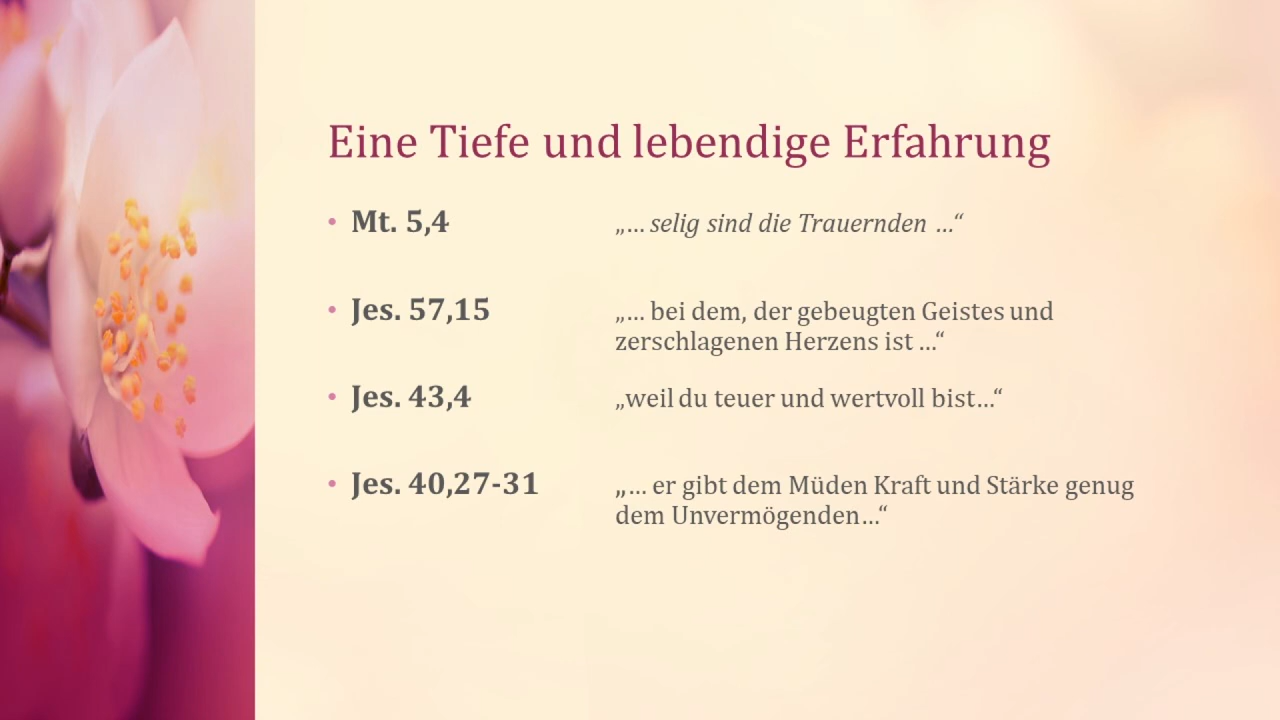 Eine Tiefe und lebendige Erfahrung
• Mt. 5,4 „… selig sind die Trauernden …“
• Jes. 57,15 „… bei dem, der gebeugten Geistes und
zerschlagenen Herzens ist …“
• Jes. 43,4 „weil du teuer und wertvoll bist…“
• Jes. 40,27-31 „… er gibt dem Müden Kraft und Stärke genug
dem Unvermögenden…“